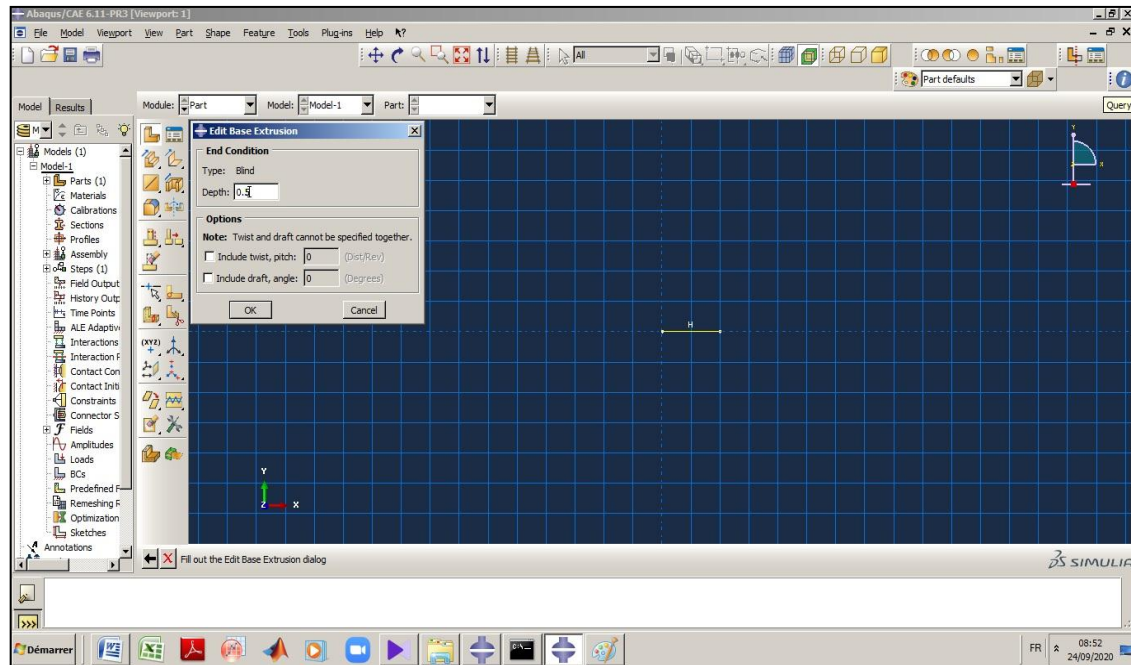 Abaqus/CAE 6.11-PR3 [Viewport: 1]
File Model Viewport View Part Shape Feature Tools Plug-ins Help
All
Part defaults
Model Results
Module: Part Model: Model-1 Part:
Query
M
Models (1)
Model-1
Parts (1)
Materials
Calibrations
Sections
Profiles
Assembly
Steps (1)
Field Output
History Outp
Time Points
ALE Adaptiv
Interactions
Interaction P
Contact Con
Contact Initi
Constraints
Connector S
Fields
Amplitudes
Loads
BCs
Predefined F
Remeshing R
Optimization
Sketches
Annotations
(XYZ)
Edit Base Extrusion
End Condition
Type: Blind
Depth: 0.5
Options
Note: Twist and draft cannot be specified together.
Include twist, pitch: 0 (Dist/Rev)
Include draft, angle: 0 (Degrees)
OK Cancel
Y
X
H
Y
Z X
Fill out the Edit Base Extrusion dialog
SIMULIA
>>>
Démarrer
FR
08:52
24/09/2020